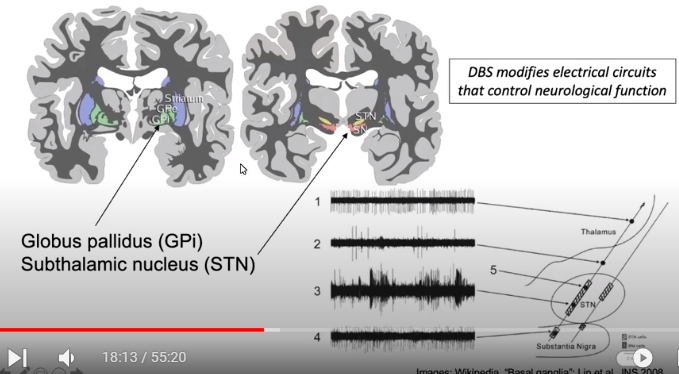 DBS modifies electrical circuits
that control neurological function
Striatum
GPe
GPi
STN
SN
Globus pallidus (GPi)
Subthalamic nucleus (STN)
1
2
3
4
5
Thalamus
STN
Substantia Nigra
18:13 / 55:20
Images: Wikipedia, "Basal ganglia"; Lin et al. JNS 2008